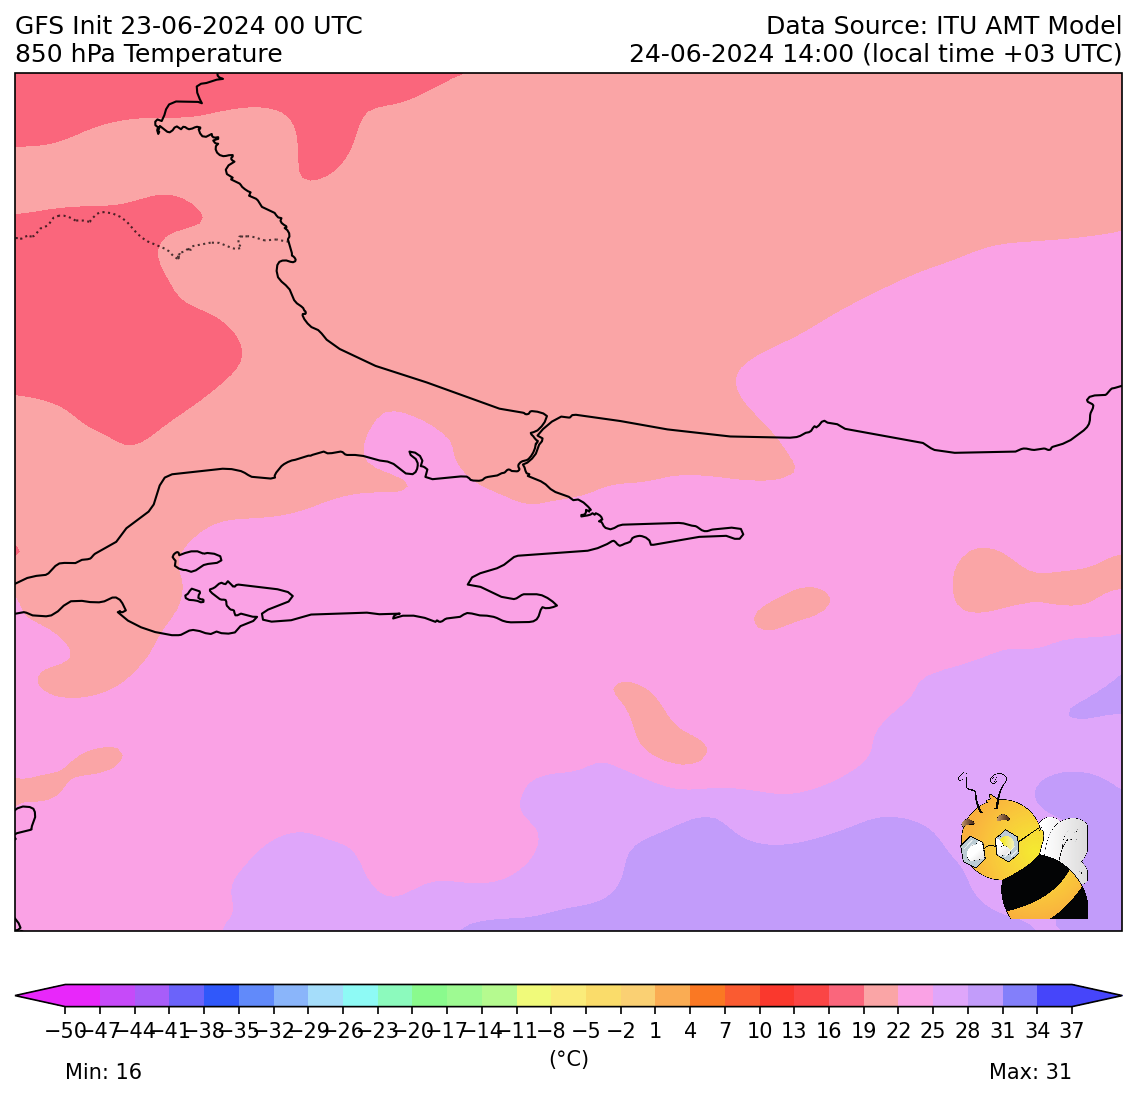 GFS Init 23-06-2024 00 UTC
Data Source: ITU AMT Model
850 hPa Temperature
24-06-2024 14:00 (local time +03 UTC)
−50 −47 −44 −41 −38 −35 −32 −29 −26 −23 −20 −17 −14 −11 −8 −5 −2 1 4 7 10 13 16 19 22 25 28 31 34 37
(°C)
Min: 16
Max: 31